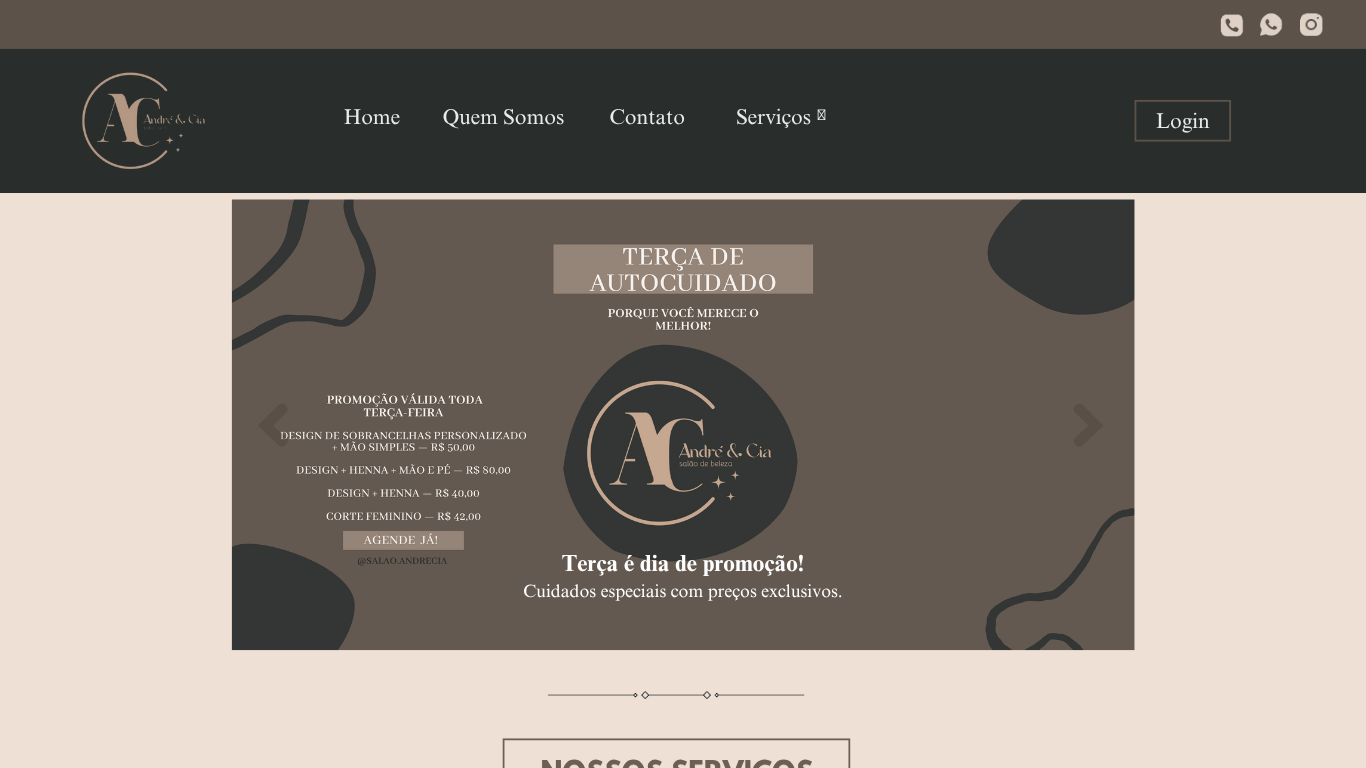 AC André & Cia
Home
Quem Somos
Contato
Serviços
Login
TERÇA DE
AUTOCUIDADO
PORQUE VOCÊ MERECE O
MELHOR!
PROMOÇÃO VÁLIDA TODA
TERÇA-FEIRA
DESIGN DE SOBRANCELHAS PERSONALIZADO
+ MÃO SIMPLES — R$ 50,00
DESIGN + HENNA + MÃO E PÉ — R$ 80,00
DESIGN + HENNA — R$ 40,00
CORTE FEMININO — R$ 42,00
AGENDE JÁ!
@SALAO.ANDRECIA
AC André & Cia
salão de beleza
Terça é dia de promoção!
Cuidados especiais com preços exclusivos.
NOSSOS SERVIÇOS